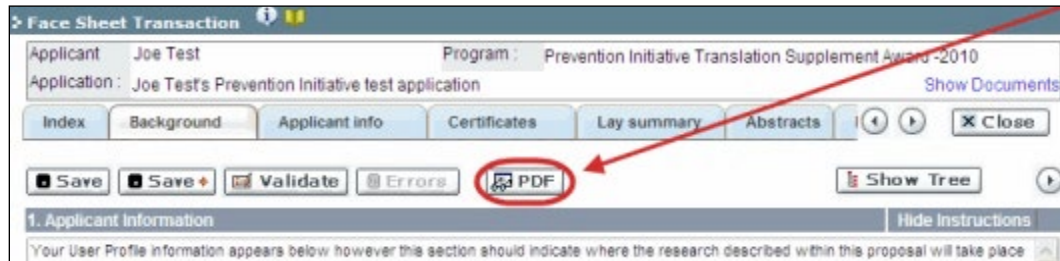 Face Sheet Transaction
Applicant Joe Test Program : Prevention Initiative Translation Supplement Award -2010
Application : Joe Test's Prevention Initiative test application Show Documents
Index Background Applicant info Certificates Lay summary Abstracts X Close
Save Save Validate Errors PDF Show Tree
1. Applicant Information Hide Instructions
Your User Profile information appears below however this section should indicate where the research described within this proposal will take place